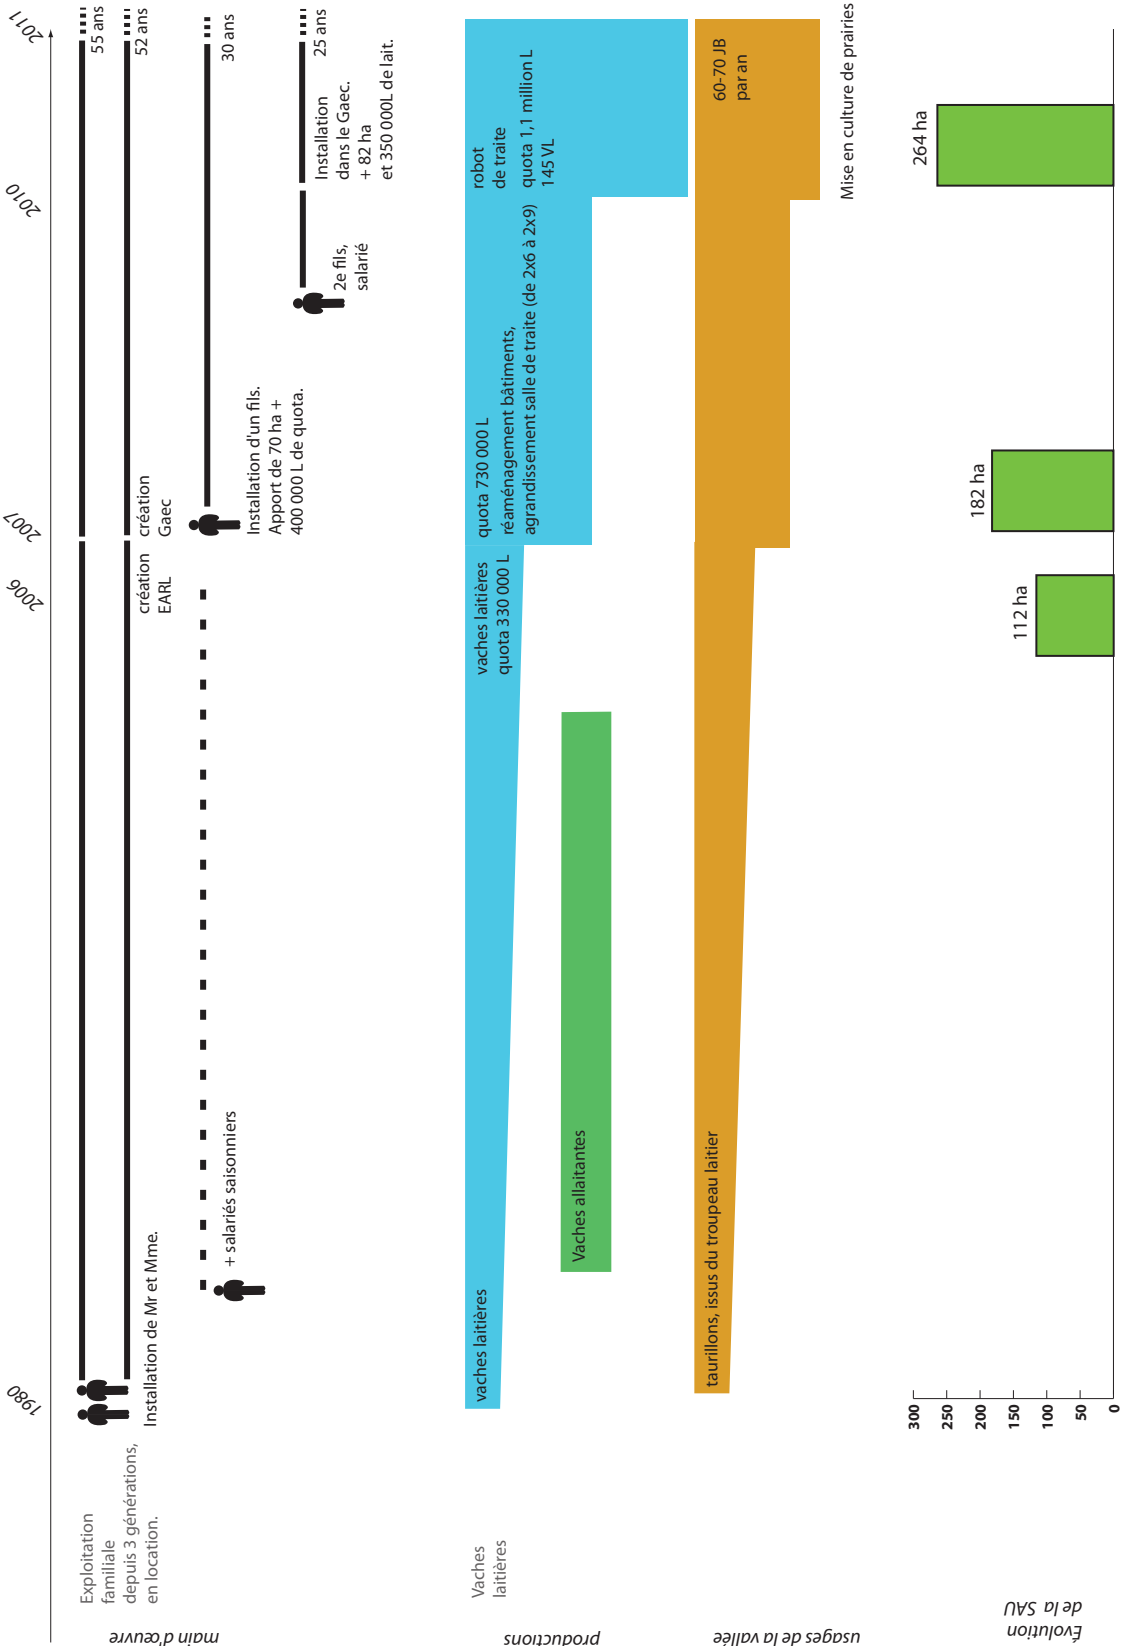 1980
2006
2007
2010
2011
main d'œuvre
Exploitation
familiale
depuis 3 générations,
en location.
Installation de Mr et Mme.
+ salariés saisonniers
création
EARL
création
Gaec
Installation d'un fils.
Apport de 70 ha +
400 000 L de quota.
2e fils,
salarié
Installation
dans le Gaec.
+ 82 ha
et 350 000L de lait.
55 ans
52 ans
30 ans
25 ans
productions
Vaches
laitières
vaches laitières
vaches laitières
quota 330 000 L
quota 730 000 L
réaménagement bâtiments,
agrandissement salle de traite (de 2x6 à 2x9)
robot
de traite
quota 1,1 million L
145 VL
Vaches allaitantes
usages de la vallée
taurillons, issus du troupeau laitier
60-70 JB
par an
Mise en culture de prairies
Évolution
de la SAU
300
250
200
150
100
50
0
112 ha
182 ha
264 ha